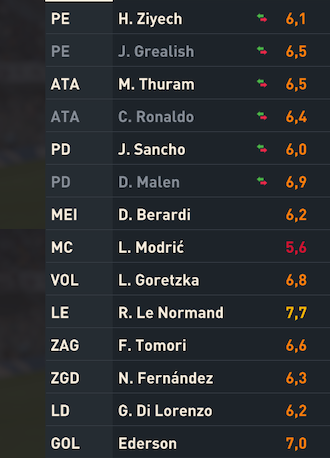 PE H. Ziyech 6,1
PE J. Grealish 6,5
ATA M. Thuram 6,5
ATA C. Ronaldo 6,4
PD J. Sancho 6,0
PD D. Malen 6,9
MEI D. Berardi 6,2
MC L. Modrić 5,6
VOL L. Goretzka 6,8
LE R. Le Normand 7,7
ZAG F. Tomori 6,6
ZGD N. Fernández 6,3
LD G. Di Lorenzo 6,2
GOL Ederson 7,0